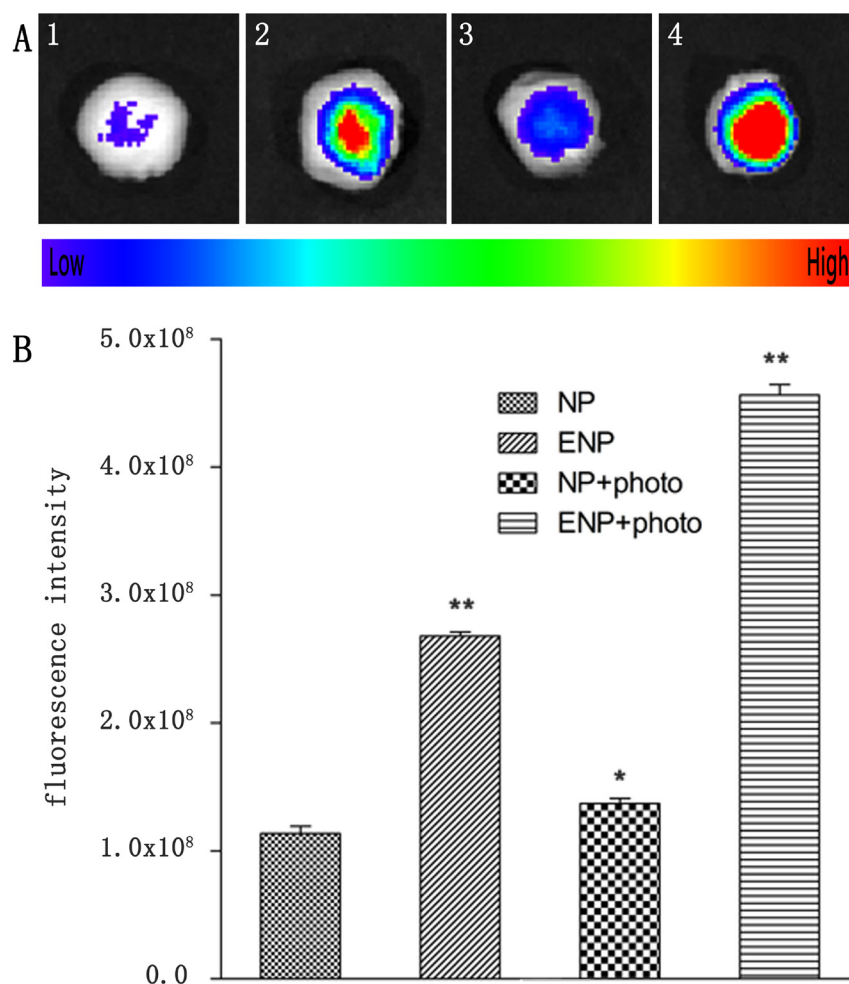 A 1 2 3 4
Low High
B
5.0x10⁸
4.0x10⁸
3.0x10⁸
2.0x10⁸
1.0x10⁸
0.0
fluorescence intensity
NP
ENP
NP+photo
ENP+photo
**
*
**